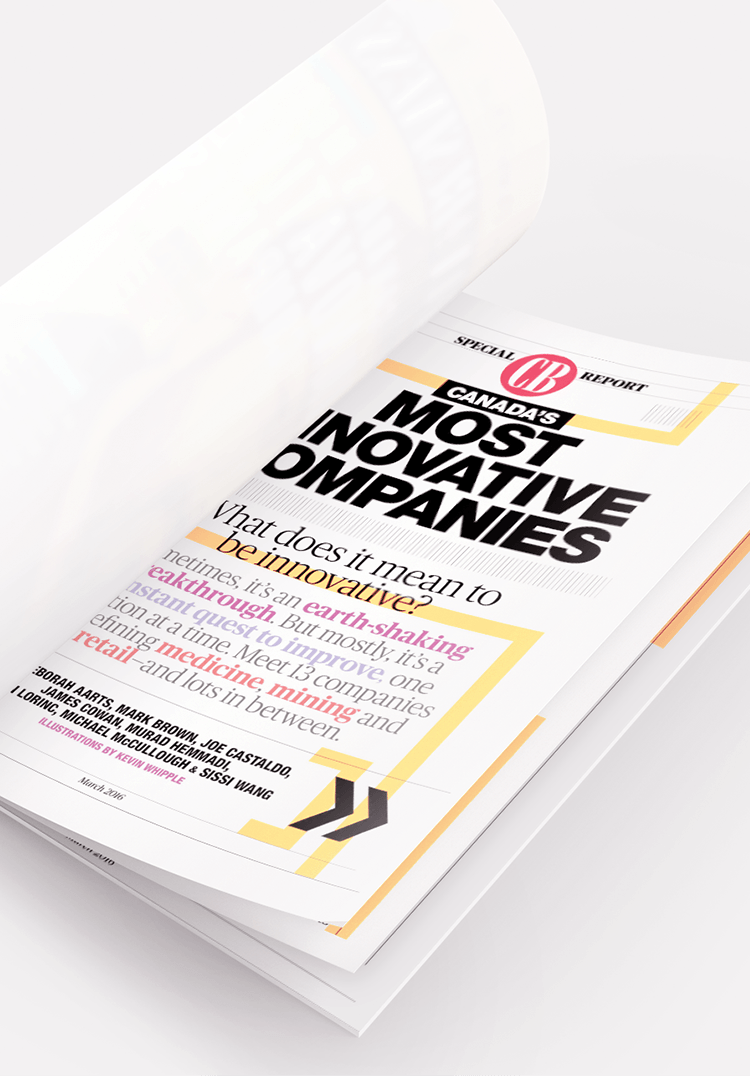 SPECIAL CB REPORT
CANADA'S
MOST
NNOVATIVE
OMPANIES
What does it mean to
be innovative?
metimes, it's an earth-shaking
eakthrough. But mostly, it's a
nstant quest to improve, one
tion at a time. Meet 13 companies
efining medicine, mining and
retail—and lots in between.
EBORAH AARTS, MARK BROWN, JOE CASTALDO,
JAMES COWAN, MURAD HEMMADI,
I LORING, MICHAEL McCULLOUGH & SISSI WANG
ILLUSTRATIONS BY KEVIN WHIPPLE
March 2016